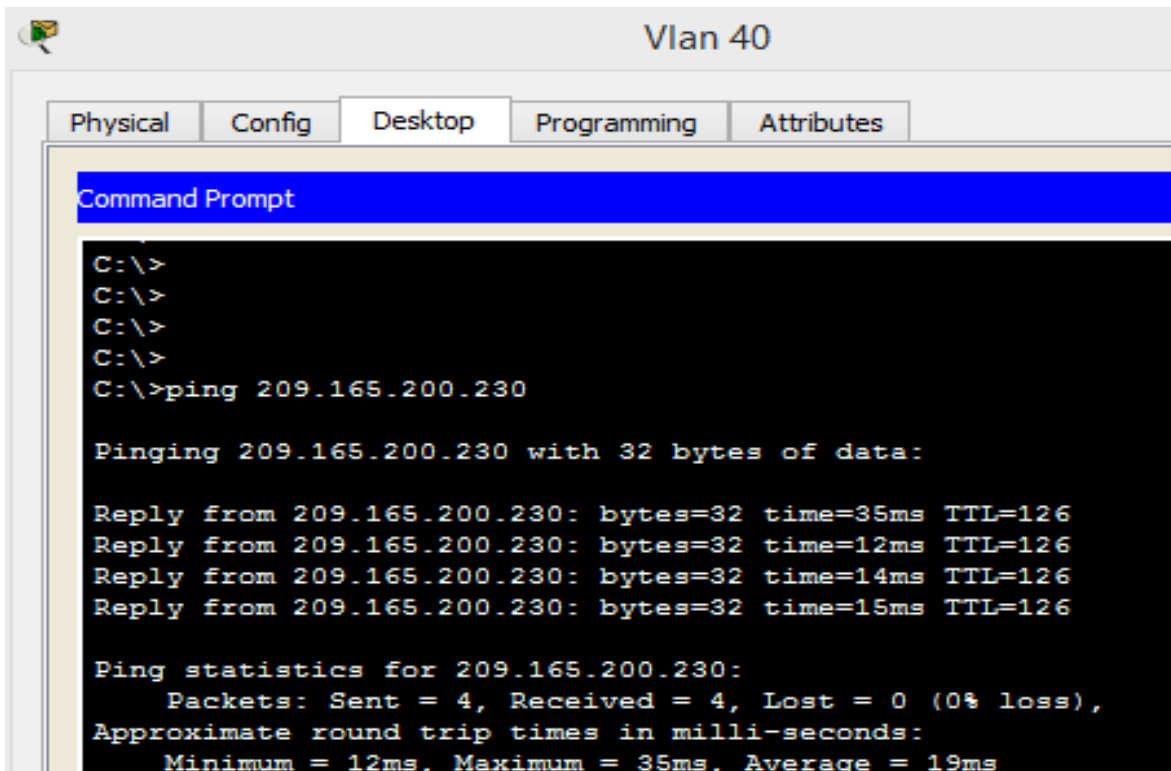 Vlan 40
Physical Config Desktop Programming Attributes
Command Prompt
C:\>
C:\>
C:\>
C:\>
C:\>ping 209.165.200.230
Pinging 209.165.200.230 with 32 bytes of data:
Reply from 209.165.200.230: bytes=32 time=35ms TTL=126
Reply from 209.165.200.230: bytes=32 time=12ms TTL=126
Reply from 209.165.200.230: bytes=32 time=14ms TTL=126
Reply from 209.165.200.230: bytes=32 time=15ms TTL=126
Ping statistics for 209.165.200.230:
Packets: Sent = 4, Received = 4, Lost = 0 (0% loss),
Approximate round trip times in milli-seconds:
Minimum = 12ms, Maximum = 35ms, Average = 19ms